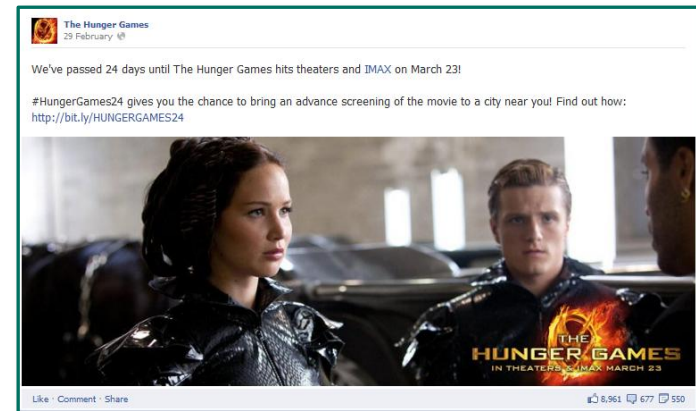 The Hunger Games
29 February
We've passed 24 days until The Hunger Games hits theaters and IMAX on March 23!
#HungerGames24 gives you the chance to bring an advance screening of the movie to a city near you! Find out how:
http://bit.ly/HUNGERGAMES24
THE
HUNGER GAMES
IN THEATERS & IMAX MARCH 23
Like · Comment · Share
8,961 677 550